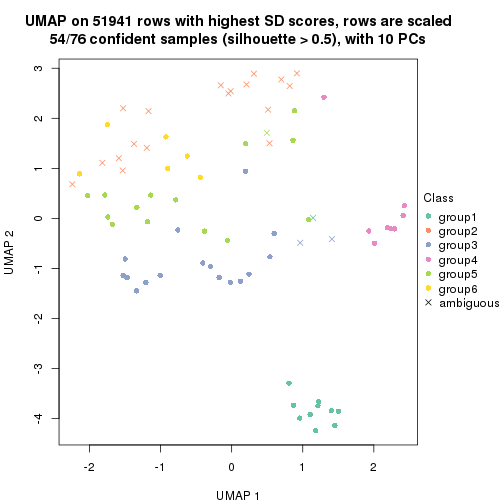 UMAP on 51941 rows with highest SD scores, rows are scaled
54/76 confident samples (silhouette > 0.5), with 10 PCs
3
2
1
0
-1
-2
-3
-4
UMAP 2
-2
-1
0
1
2
UMAP 1
Class
group1
group2
group3
group4
group5
group6
ambiguous